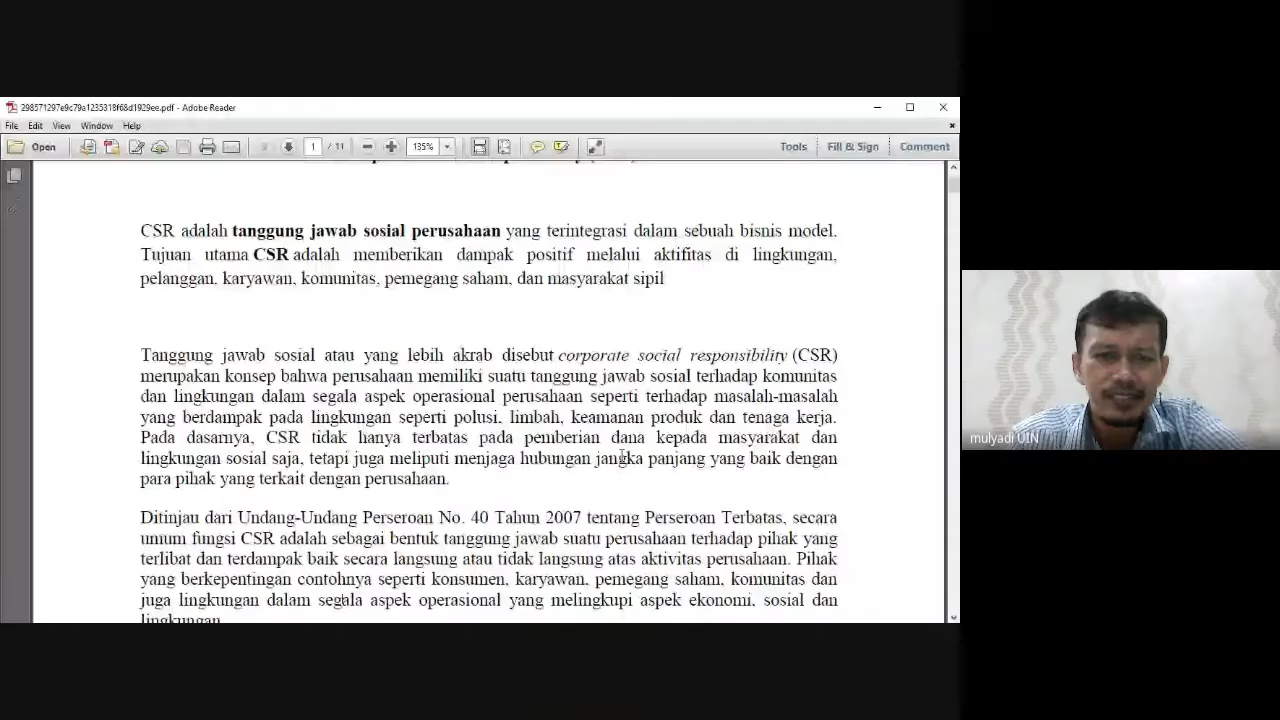 298571297e9c79a1235318f68d1929ee.pdf - Adobe Reader
File Edit View Window Help
Open 1 / 11 135% Tools Fill & Sign Comment
CSR adalah tanggung jawab sosial perusahaan yang terintegrasi dalam sebuah bisnis model.
Tujuan utama CSR adalah memberikan dampak positif melalui aktifitas di lingkungan,
pelanggan, karyawan, komunitas, pemegang saham, dan masyarakat sipil
Tanggung jawab sosial atau yang lebih akrab disebut corporate social responsibility (CSR)
merupakan konsep bahwa perusahaan memiliki suatu tanggung jawab sosial terhadap komunitas
dan lingkungan dalam segala aspek operasional perusahaan seperti terhadap masalah-masalah
yang berdampak pada lingkungan seperti polusi, limbah, keamanan produk dan tenaga kerja.
Pada dasarnya, CSR tidak hanya terbatas pada pemberian dana kepada masyarakat dan
lingkungan sosial saja, tetapi juga meliputi menjaga hubungan jangka panjang yang baik dengan
para pihak yang terkait dengan perusahaan.
Ditinjau dari Undang-Undang Perseroan No. 40 Tahun 2007 tentang Perseroan Terbatas, secara
umum fungsi CSR adalah sebagai bentuk tanggung jawab suatu perusahaan terhadap pihak yang
terlibat dan terdampak baik secara langsung atau tidak langsung atas aktivitas perusahaan. Pihak
yang berkepentingan contohnya seperti konsumen, karyawan, pemegang saham, komunitas dan
juga lingkungan dalam segala aspek operasional yang melingkupi aspek ekonomi, sosial dan
lingkungan
mulyadi UIN